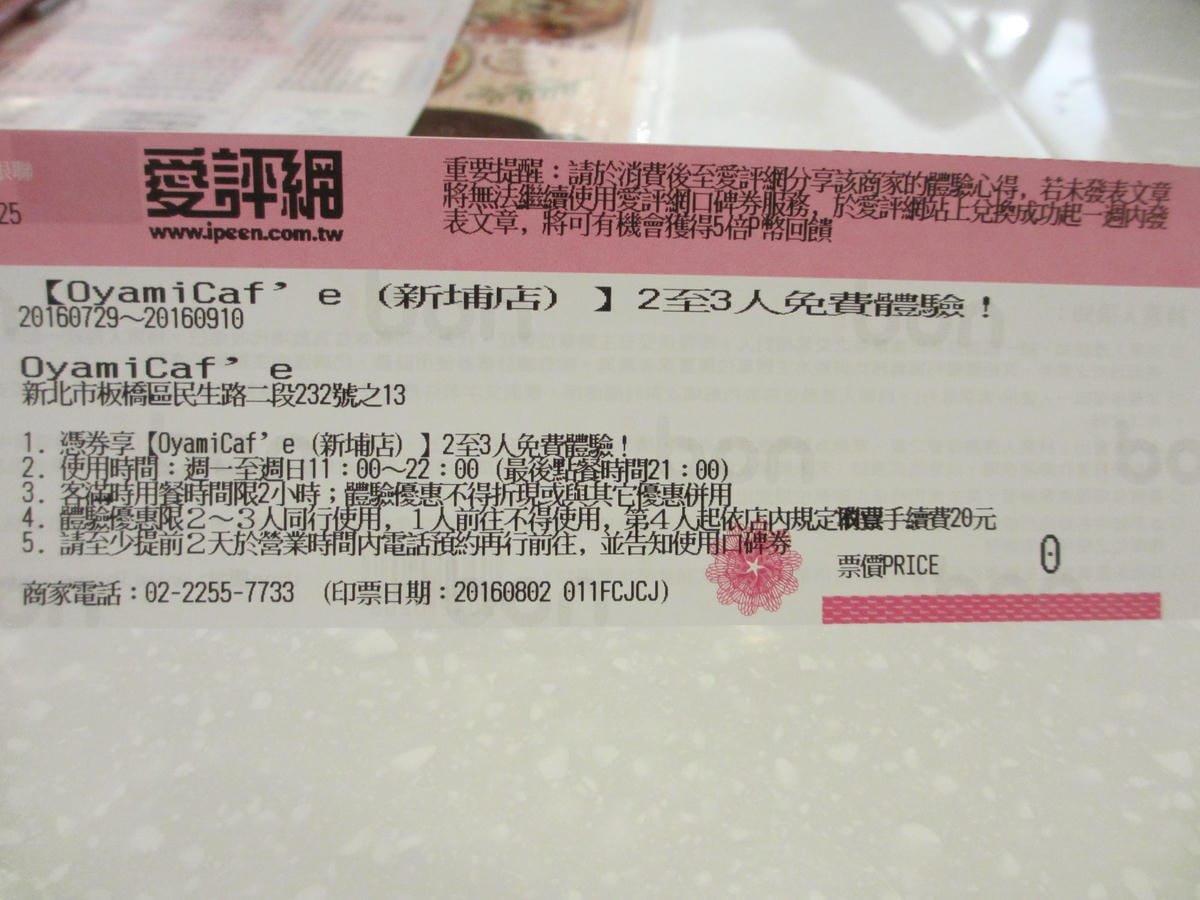 25
愛評網
www.ipeen.com.tw
重要提醒：請於消費後至愛評網分享該商家的體驗心得，若未發表文章
將無法繼續使用愛評網口碑券服務，於愛評網站上兌換成功起一週內發
表文章，將可有機會獲得5倍P幣回饋
【OyamiCaf’e（新埔店）】2至3人免費體驗！
20160729～20160910
OyamiCaf’e
新北市板橋區民生路二段232號之13
1. 憑券享【OyamiCaf’e（新埔店）】2至3人免費體驗！
2. 使用時間：週一至週日11：00～22：00（最後點餐時間21：00）
3. 客滿時用餐時間限2小時；體驗優惠不得折現或與其它優惠併用
4. 體驗優惠限2～3人同行使用，1人前往不得使用，第4人起依店內規定 手續費20元
5. 請至少提前2天於營業時間內電話預約再行前往，並告知使用口碑券
票價PRICE 0
商家電話：02-2255-7733 （印票日期：20160802 011FCJCJ）